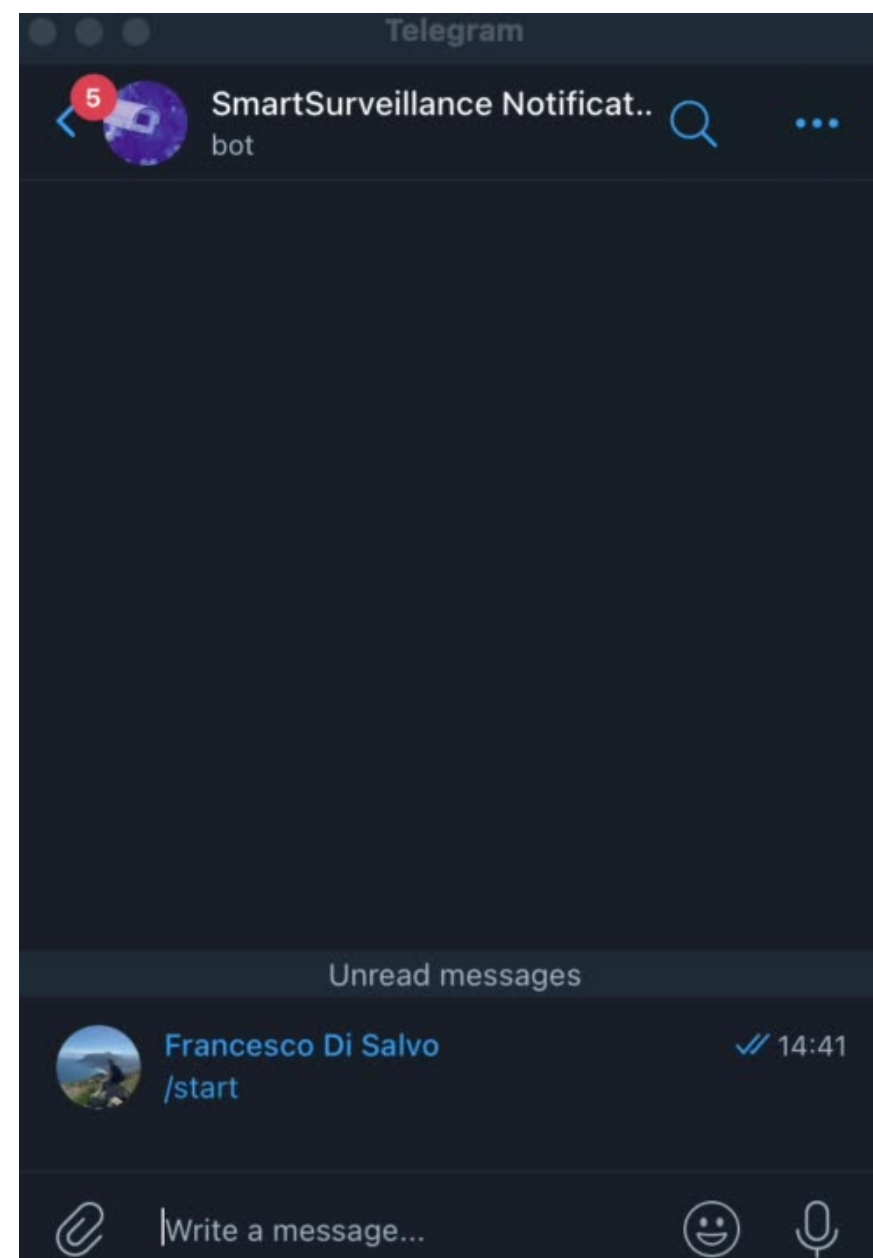 Telegram
5
SmartSurveillance Notificat..
bot
Unread messages
Francesco Di Salvo
14:41
/start
Write a message...